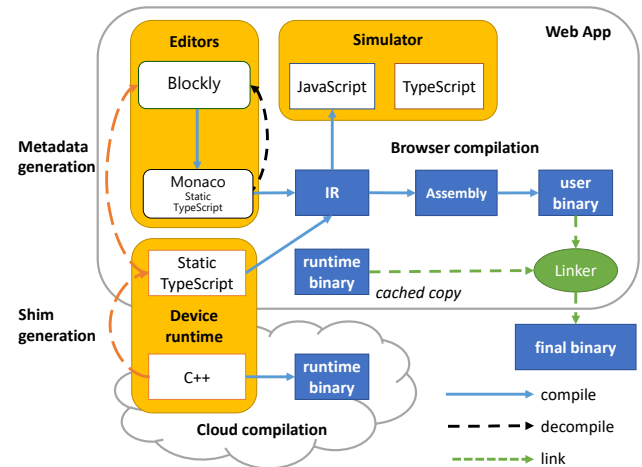 Web App
Editors
Blockly
Monaco
Static
TypeScript
Simulator
JavaScript
TypeScript
Metadata
generation
Browser compilation
IR
Assembly
user
binary
Static
TypeScript
runtime
binary
cached copy
Linker
Shim
generation
Device
runtime
final binary
C++
runtime
binary
Cloud compilation
compile
decompile
link